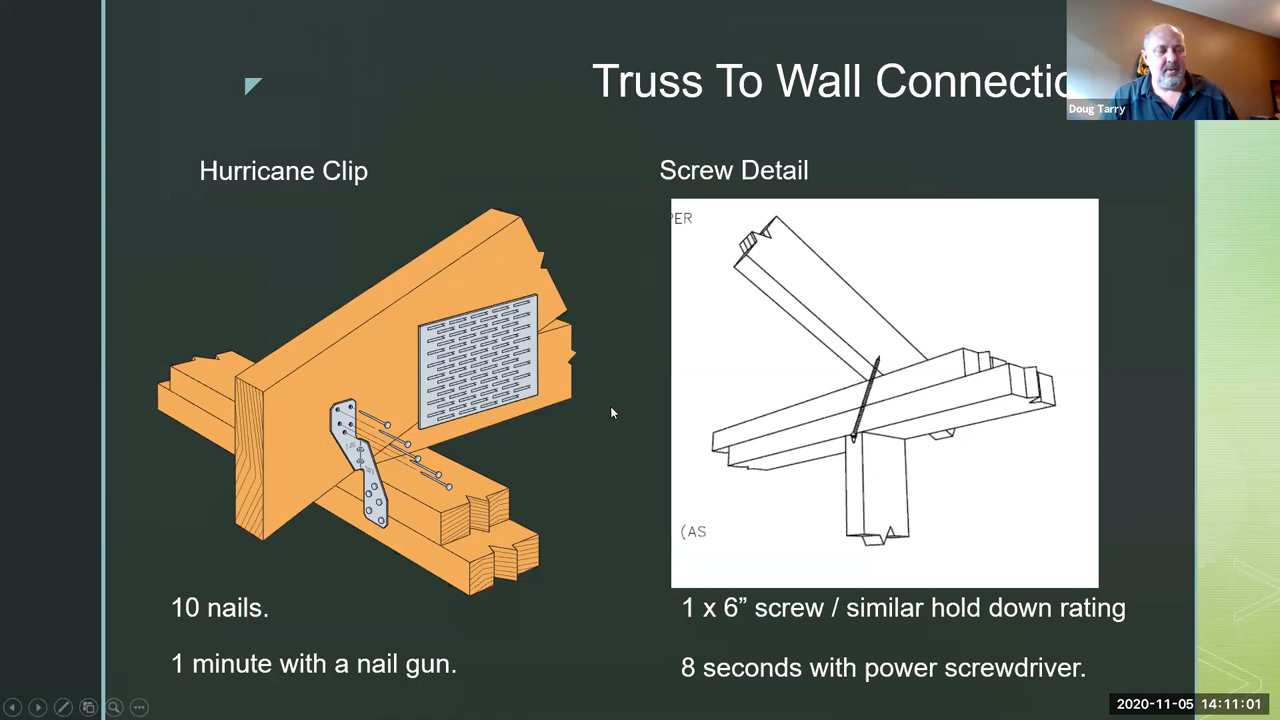 Truss To Wall Connectio
Doug Tarry
Hurricane Clip
Screw Detail
PER
(AS
10 nails.
1 x 6” screw / similar hold down rating
1 minute with a nail gun.
8 seconds with power screwdriver.
2020-11-05 14:11:01